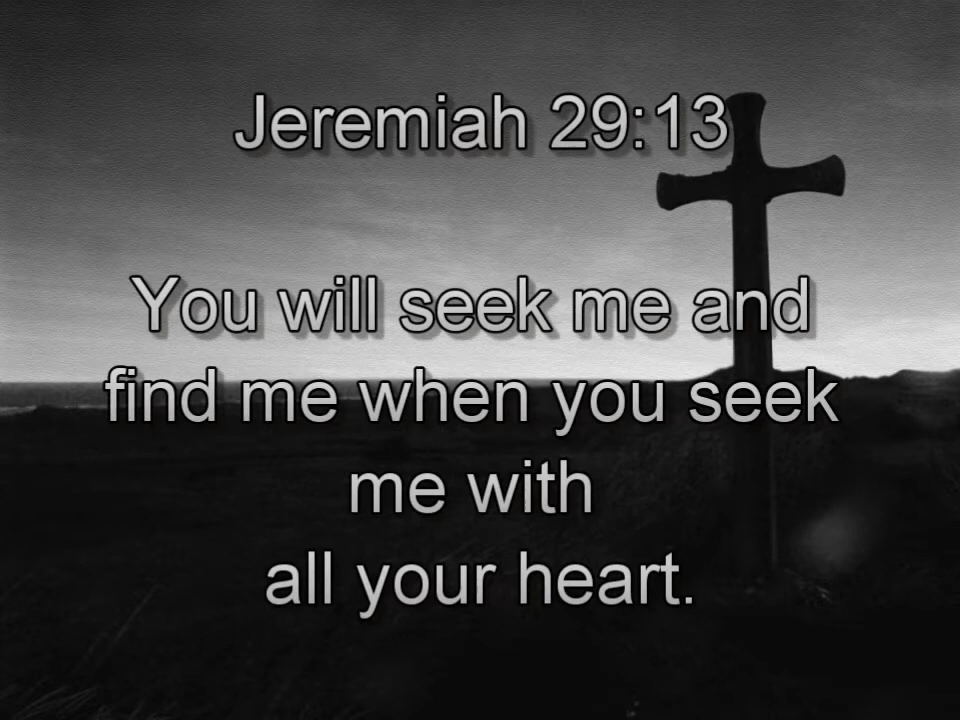 Jeremiah 29:13
You will seek me and
find me when you seek
me with
all your heart.